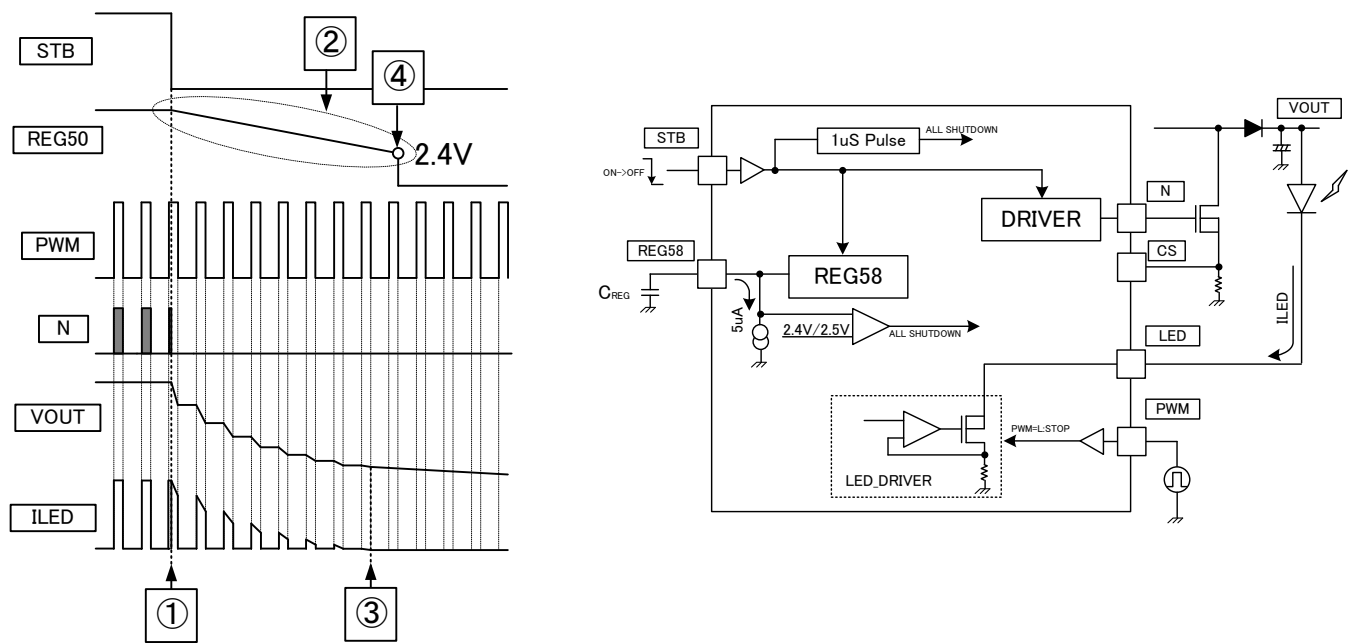 STB
②
④
REG50
2.4V
PWM
N
VOUT
ILED
①
③
VOUT
STB
1uS Pulse
ALL SHUTDOWN
ON->OFF
DRIVER
N
REG58
REG58
CS
CREG
5uA
2.4V/2.5V
ALL SHUTDOWN
ILED
LED
PWM
PWM=L:STOP
LED_DRIVER